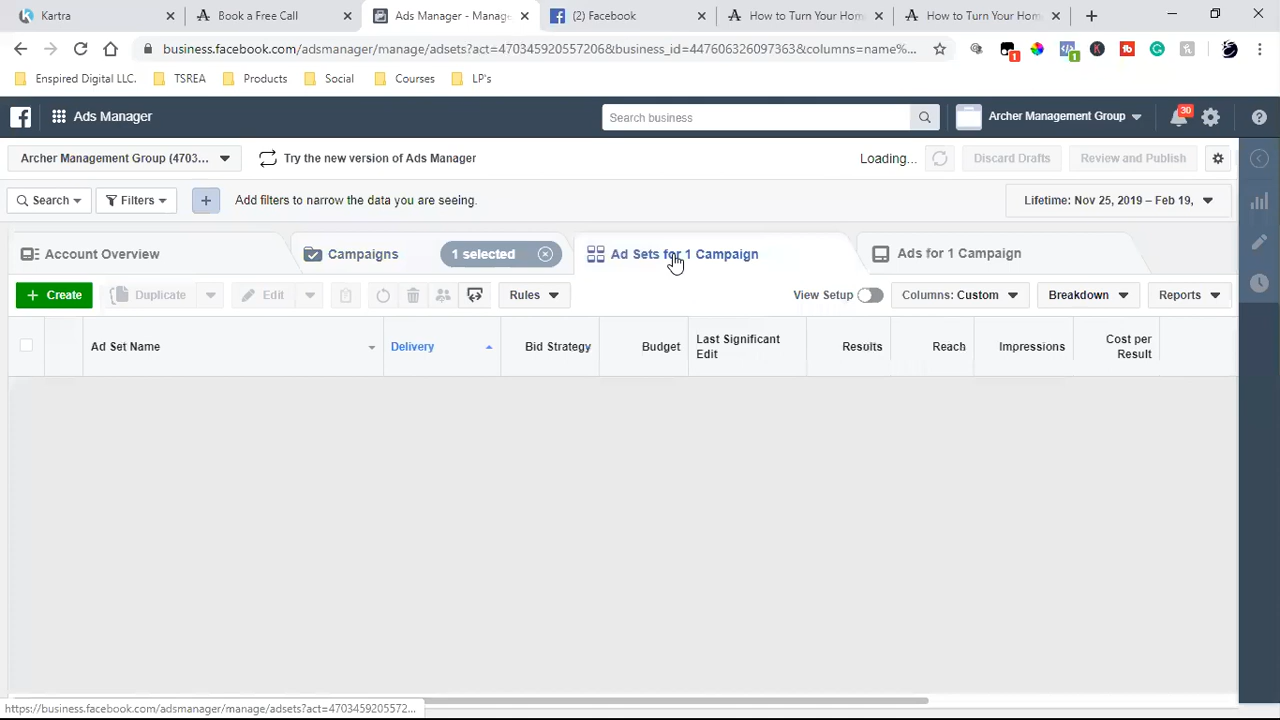 Kartra
Book a Free Call
Ads Manager - Manage
(2) Facebook
How to Turn Your Hom
How to Turn Your Hom
business.facebook.com/adsmanager/manage/adsets?act=470345920557206&business_id=447606326097363&columns=name%...
1
1
Enspired Digital LLC.
TSREA
Products
Social
Courses
LP's
Ads Manager
Search business
Archer Management Group
30
Archer Management Group (4703...
Try the new version of Ads Manager
Loading...
Discard Drafts
Review and Publish
Search
Filters
Add filters to narrow the data you are seeing.
Lifetime: Nov 25, 2019 – Feb 19,
Account Overview
Campaigns
1 selected
Ad Sets for 1 Campaign
Ads for 1 Campaign
+ Create
Duplicate
Edit
Rules
View Setup
Columns: Custom
Breakdown
Reports
Ad Set Name
Delivery
Bid Strategy
Budget
Last Significant
Edit
Results
Reach
Impressions
Cost per
Result
https://business.facebook.com/adsmanager/manage/adsets?act=4703459205572...